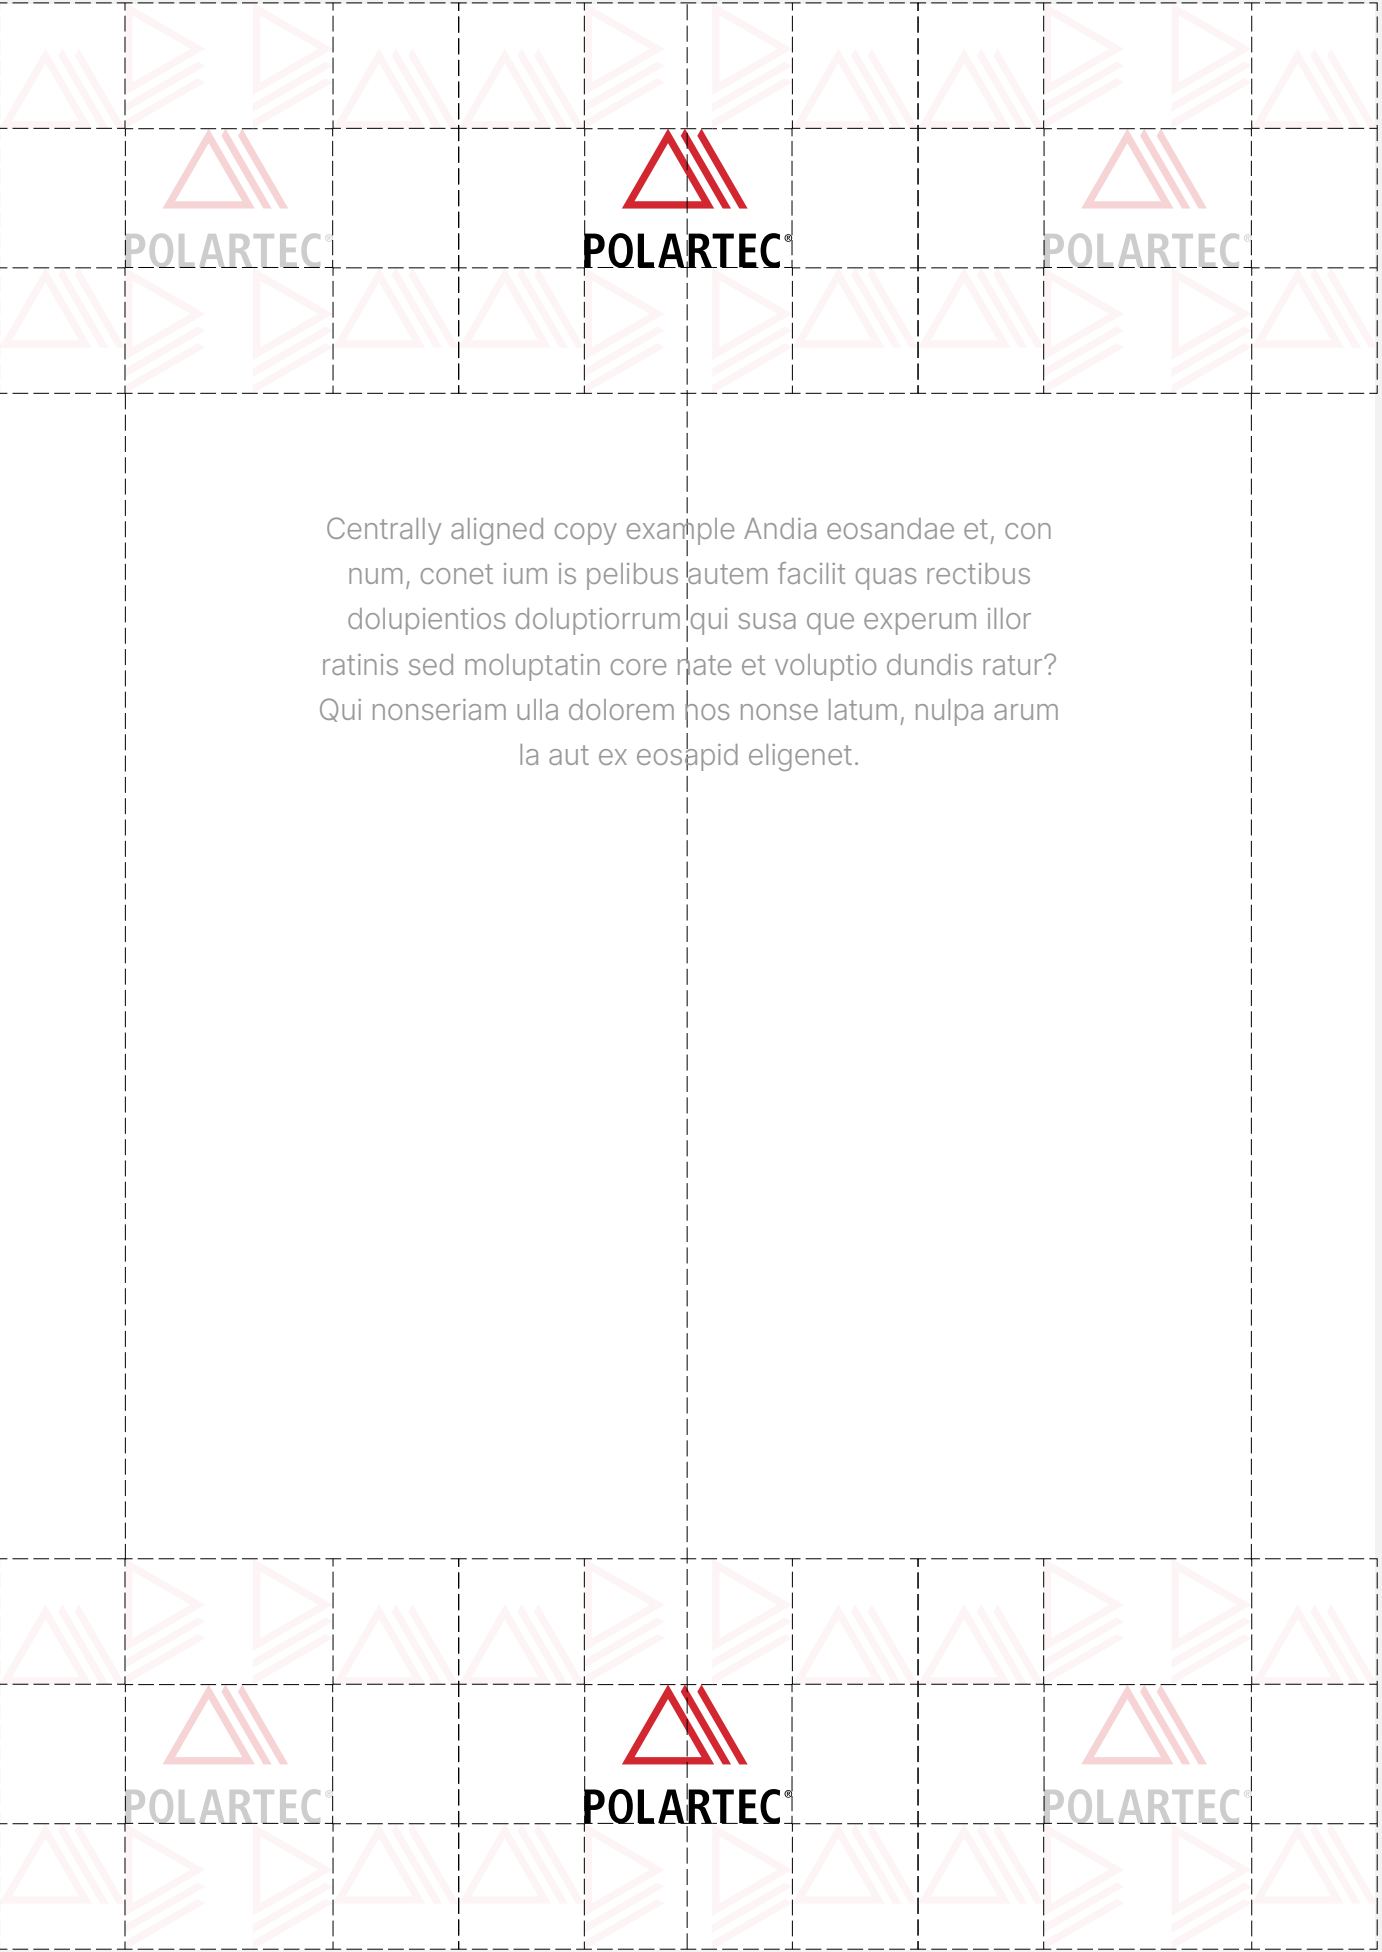 POLARTEC® POLARTEC® POLARTEC®
Centrally aligned copy example Andia eosandae et, con
num, conet ium is pelibus autem facilit quas rectibus
dolupientios doluptiorrum qui susa que experum illor
ratinis sed moluptatin core nate et voluptio dundis ratur?
Qui nonseriam ulla dolorem nos nonse latum, nulpa arum
la aut ex eosapid eligenet.
POLARTEC® POLARTEC® POLARTEC®